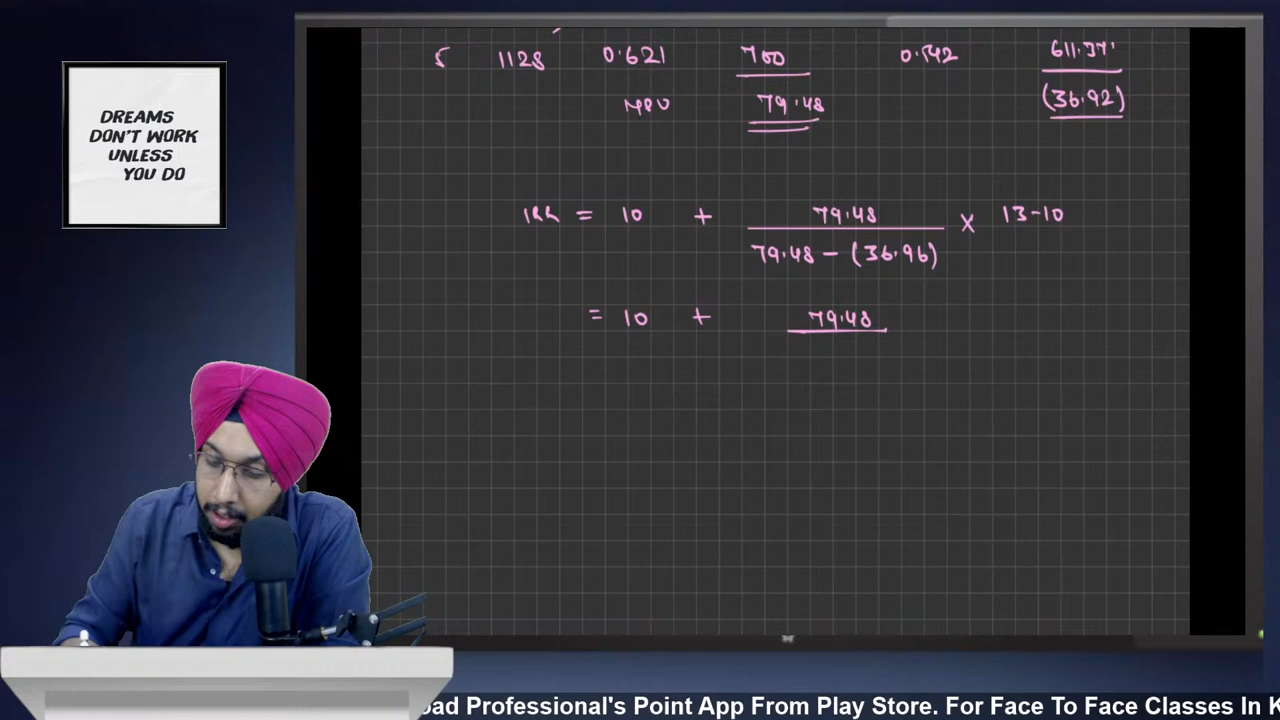 DREAMS
DON'T WORK
UNLESS
YOU DO
5 1128 0.621 700 0.542 611.37
NPV 79.48 (36.92)
IRR = 10 + 79.48 / 79.48 - (36.96) × 13-10
= 10 + 79.48
oad Professional's Point App From Play Store. For Face To Face Classes In K